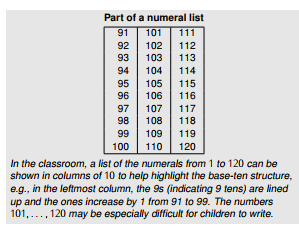 Part of a numeral list
91 101 111
92 102 112
93 103 113
94 104 114
95 105 115
96 106 116
97 107 117
98 108 118
99 109 119
100 110 120
In the classroom, a list of the numerals from 1 to 120 can be
shown in columns of 10 to help highlight the base-ten structure,
e.g., in the leftmost column, the 9s (indicating 9 tens) are lined
up and the ones increase by 1 from 91 to 99. The numbers
101, . . . , 120 may be especially difficult for children to write.